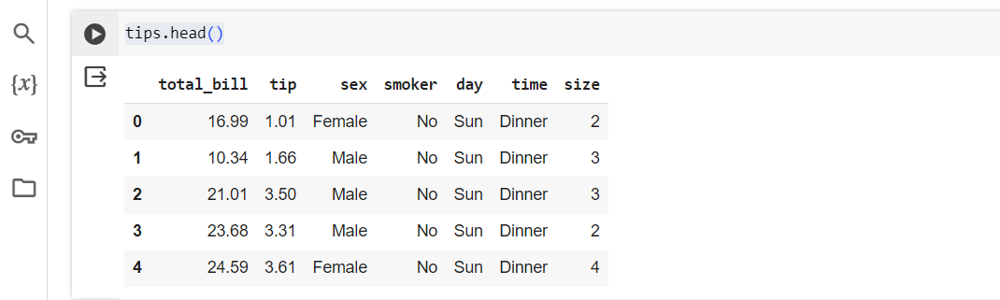 tips.head()
{x}
total_bill tip sex smoker day time size
0 16.99 1.01 Female No Sun Dinner 2
1 10.34 1.66 Male No Sun Dinner 3
2 21.01 3.50 Male No Sun Dinner 3
3 23.68 3.31 Male No Sun Dinner 2
4 24.59 3.61 Female No Sun Dinner 4